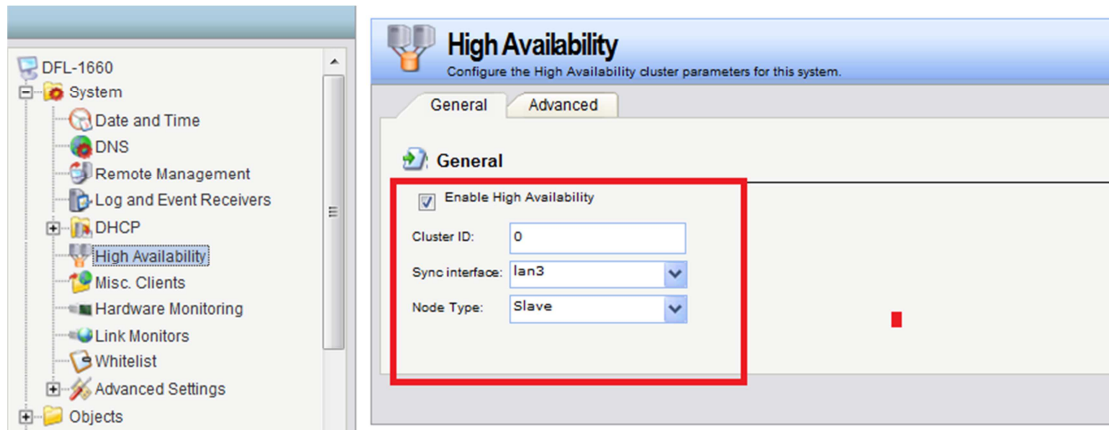 DFL-1660
System
Date and Time
DNS
Remote Management
Log and Event Receivers
DHCP
High Availability
Misc. Clients
Hardware Monitoring
Link Monitors
Whitelist
Advanced Settings
Objects
High Availability
Configure the High Availability cluster parameters for this system.
General Advanced
General
Enable High Availability
Cluster ID: 0
Sync interface: lan3
Node Type: Slave